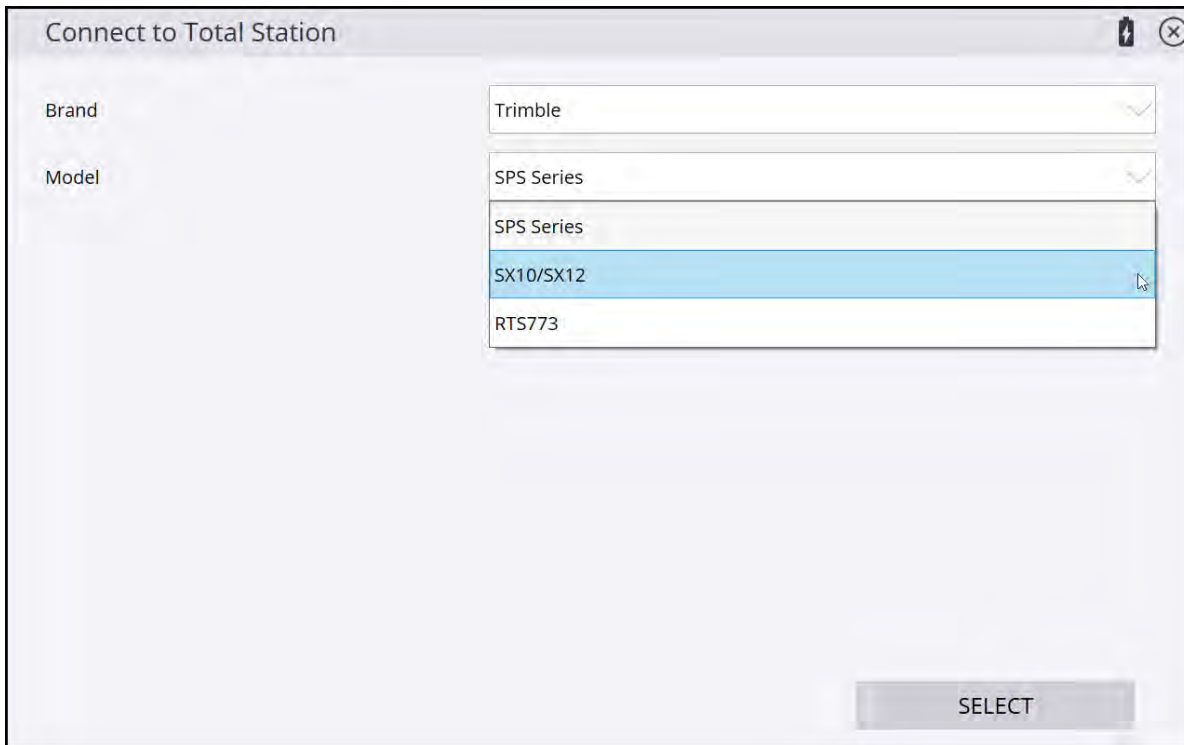 Connect to Total Station
Brand
Trimble
Model
SPS Series
SPS Series
SX10/SX12
RTS773
SELECT